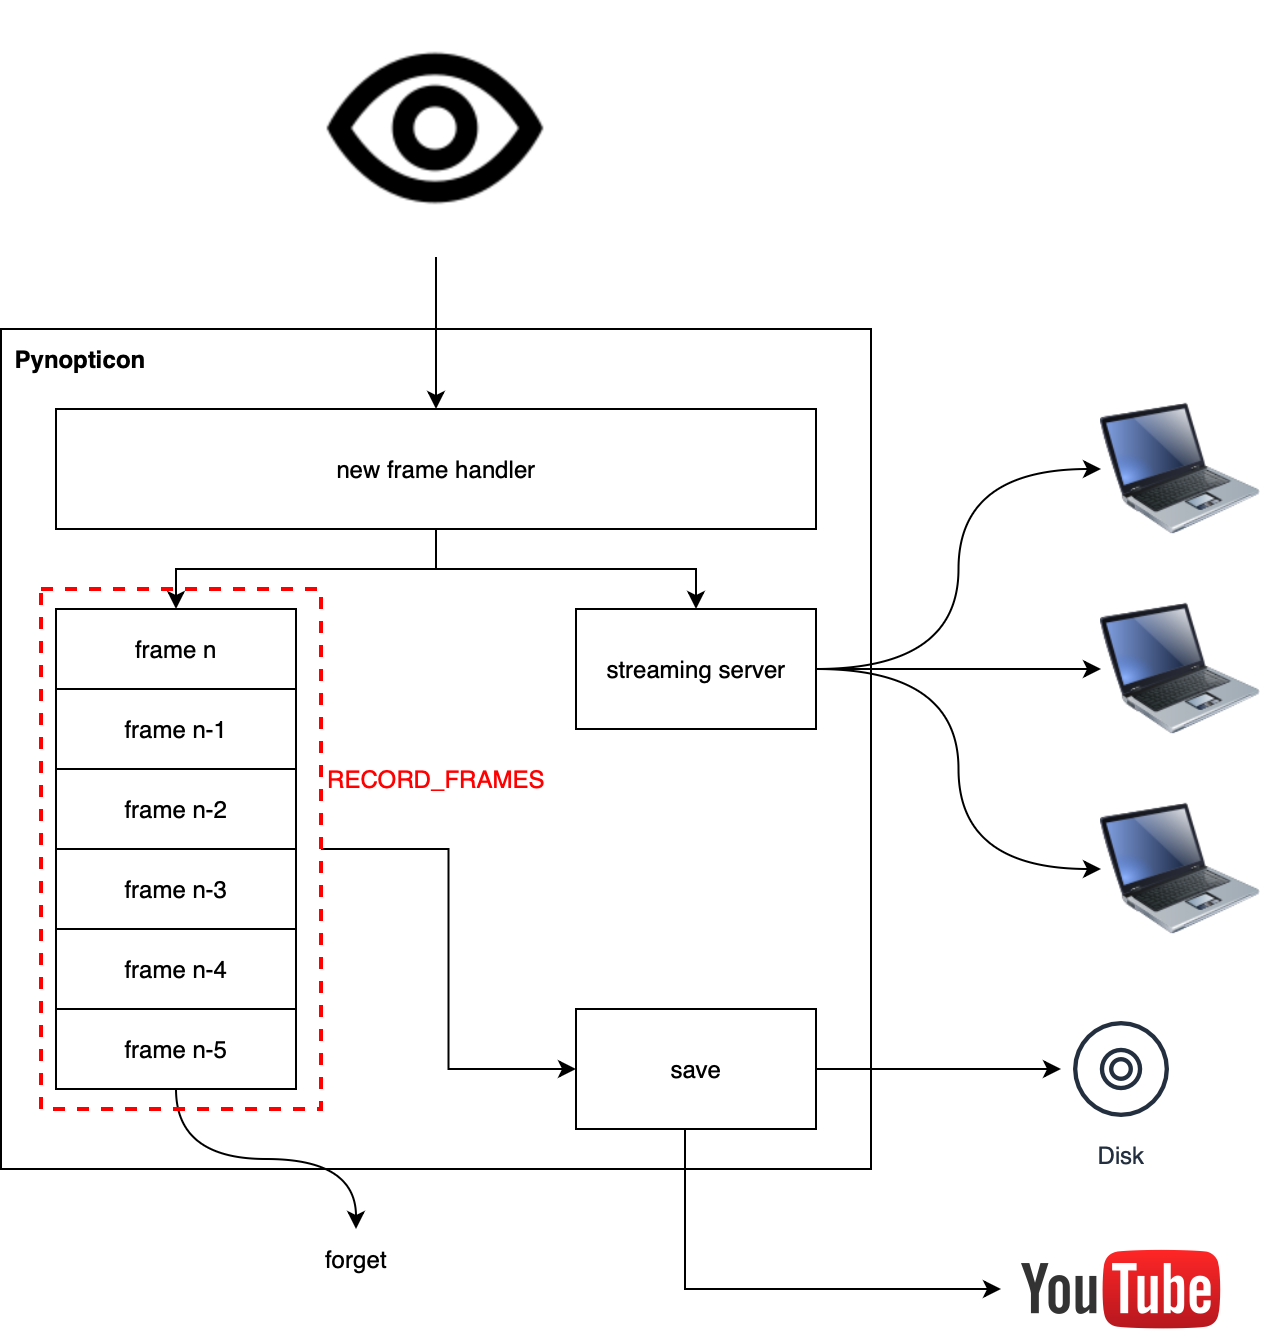 Pynopticon
new frame handler
frame n
streaming server
frame n-1
RECORD_FRAMES
frame n-2
frame n-3
frame n-4
frame n-5
save
Disk
forget
YouTube